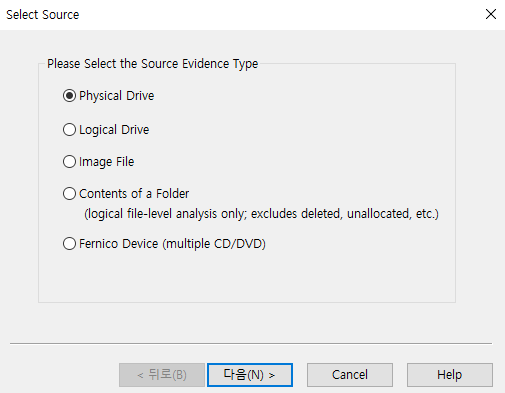 Select Source
Please Select the Source Evidence Type
Physical Drive
Logical Drive
Image File
Contents of a Folder
(logical file-level analysis only; excludes deleted, unallocated, etc.)
Fernico Device (multiple CD/DVD)
< 뒤로(B)
다음(N) >
Cancel
Help